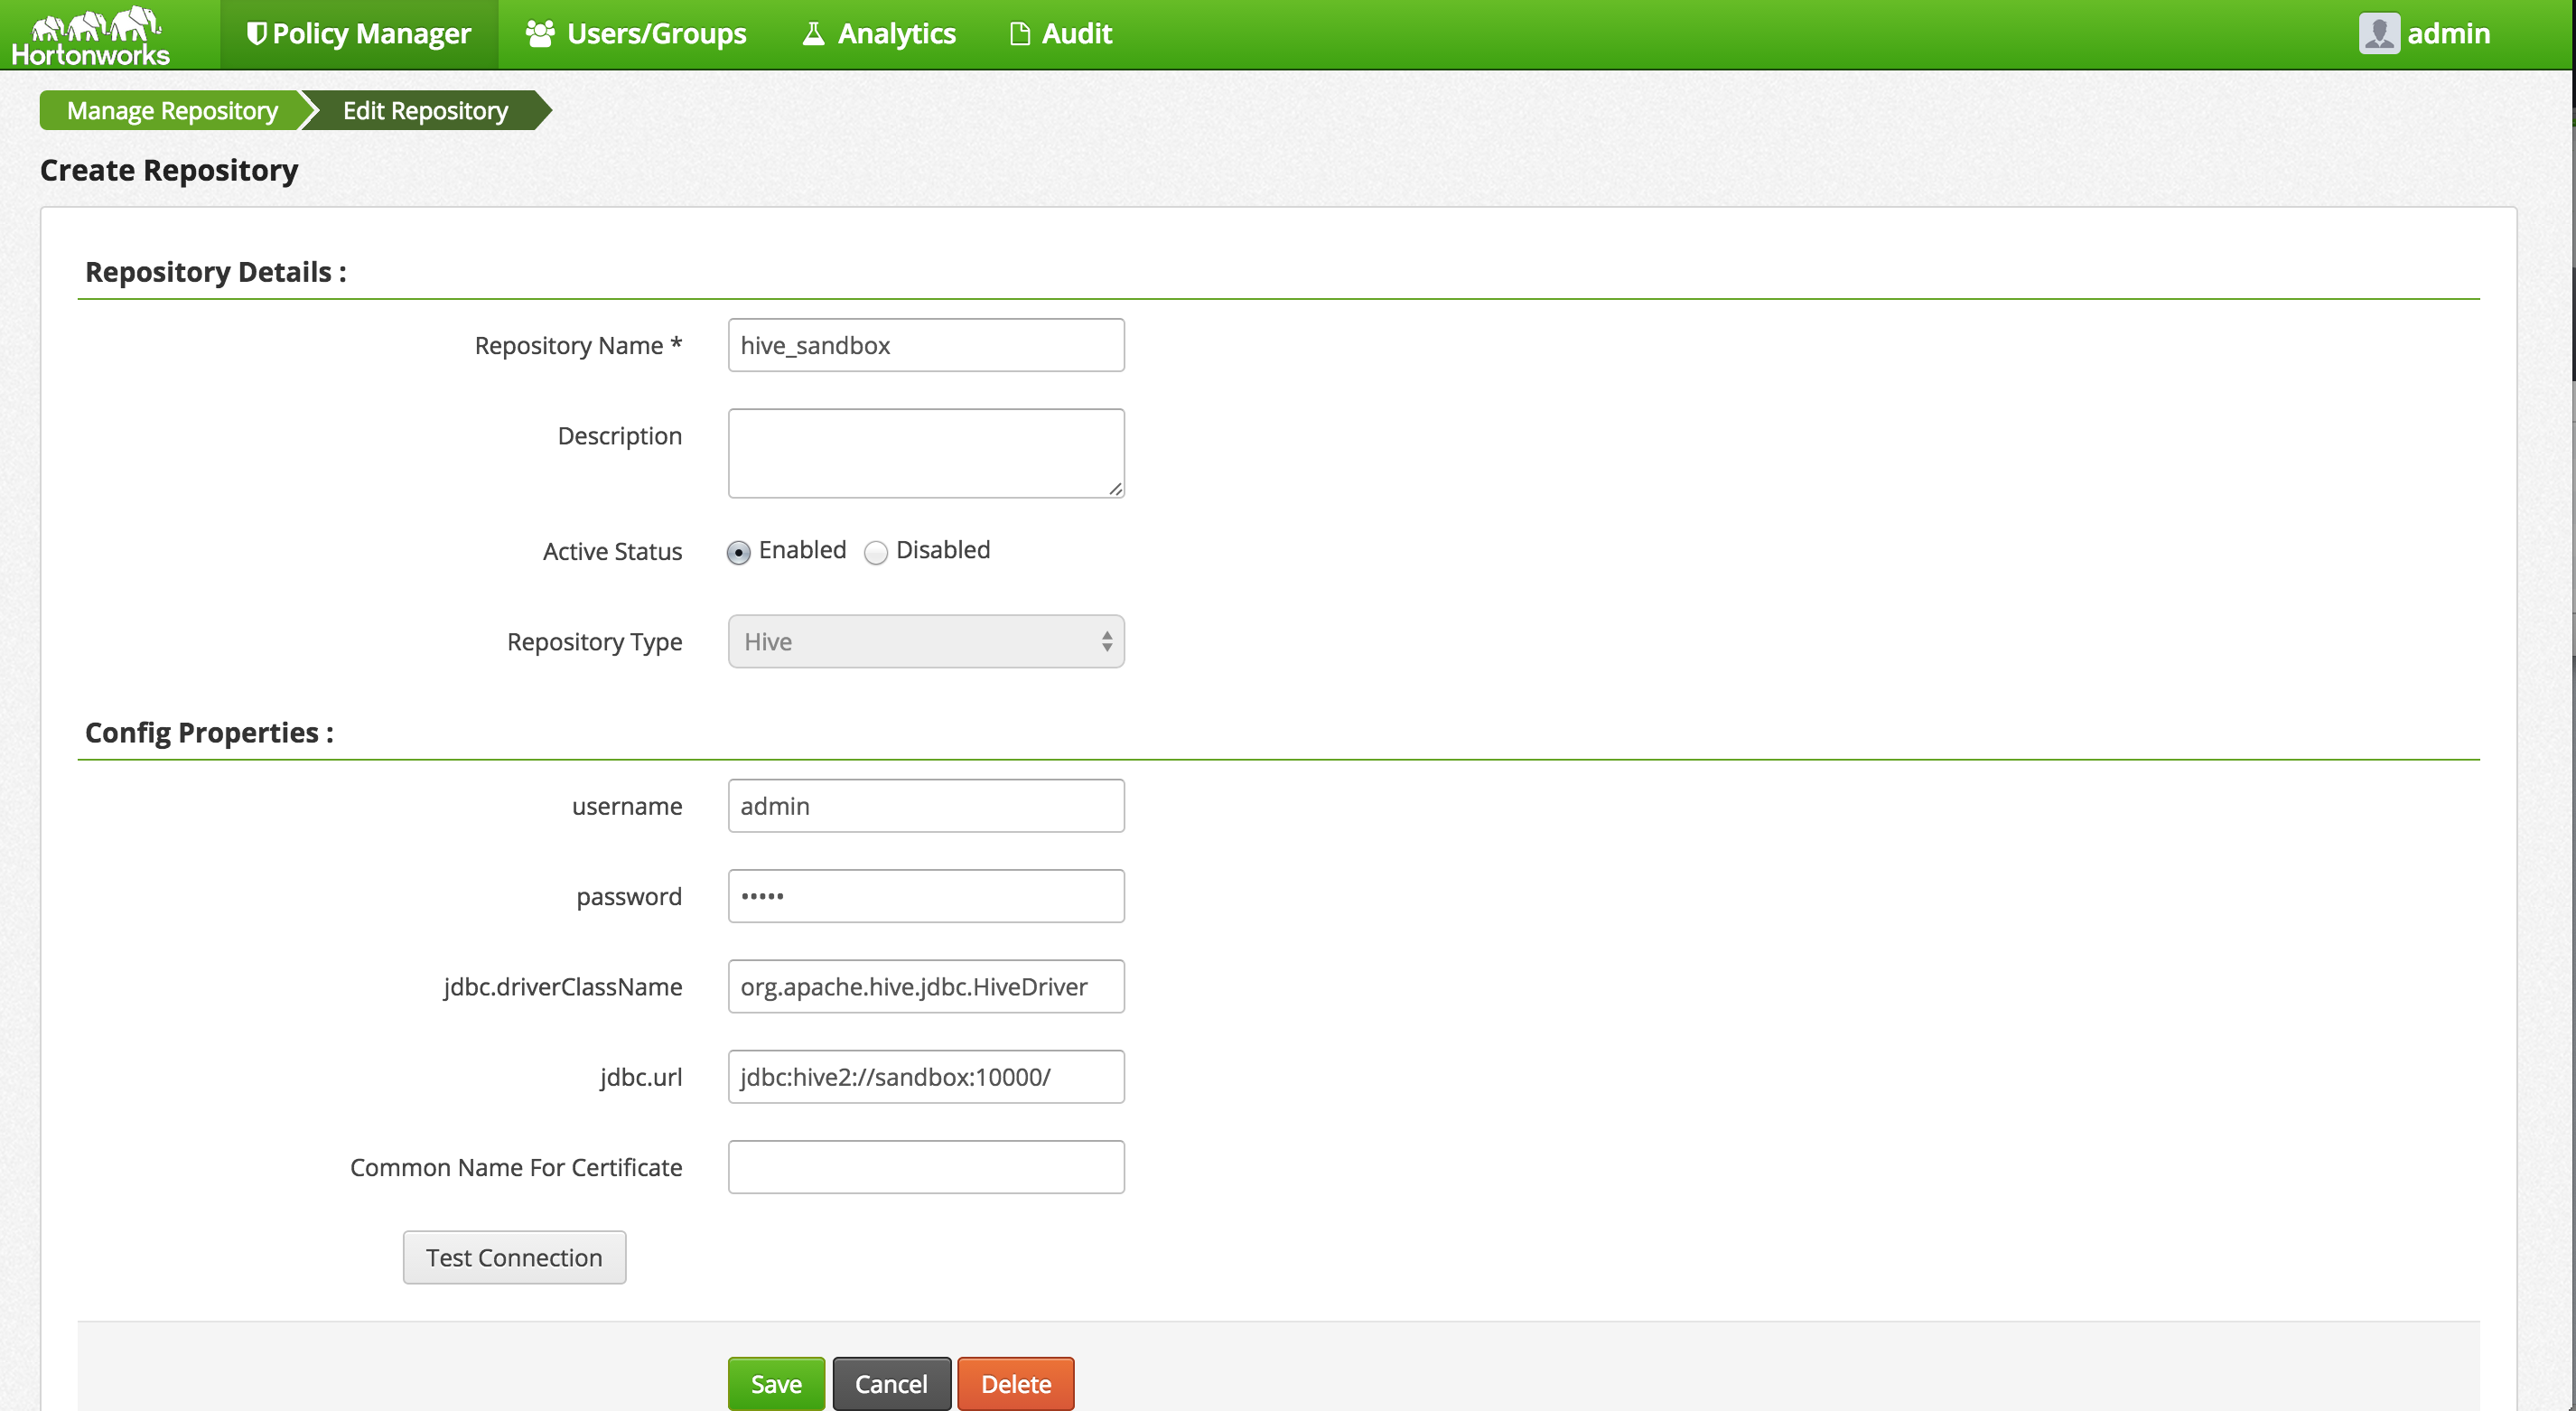 Hortonworks
Policy Manager
Users/Groups
Analytics
Audit
admin
Manage Repository
Edit Repository
Create Repository
Repository Details :
Repository Name *
hive_sandbox
Description
Active Status
Enabled
Disabled
Repository Type
Hive
Config Properties :
username
admin
password
•••••
jdbc.driverClassName
org.apache.hive.jdbc.HiveDriver
jdbc.url
jdbc:hive2://sandbox:10000/
Common Name For Certificate
Test Connection
Save
Cancel
Delete